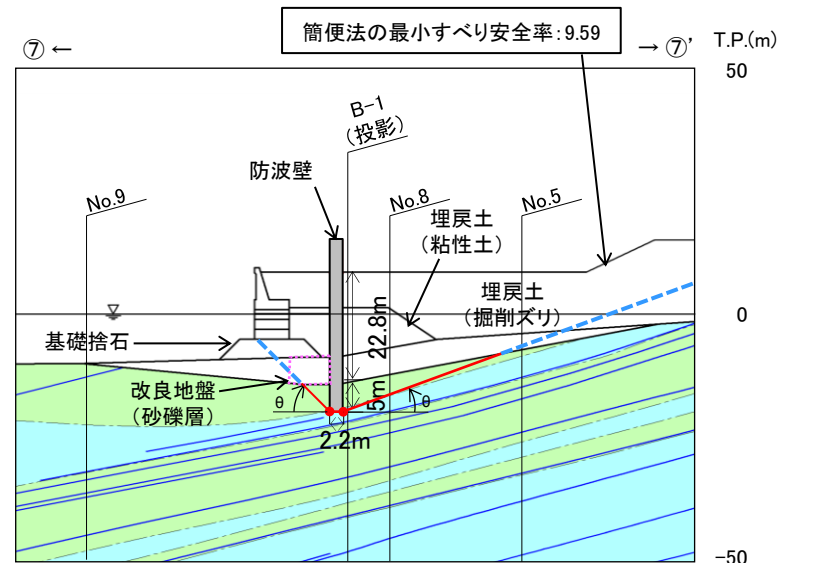 簡便法の最小すべり安全率：9.59
⑦ ←
→ ⑦’
T.P.(m)
50
B-1
(投影)
防波壁
No.9
No.8
No.5
埋戻土
(粘性土)
埋戻土
(掘削ズリ)
0
基礎捨石
22.8m
改良地盤
(砂礫層)
θ
5m
θ
2.2m
-50